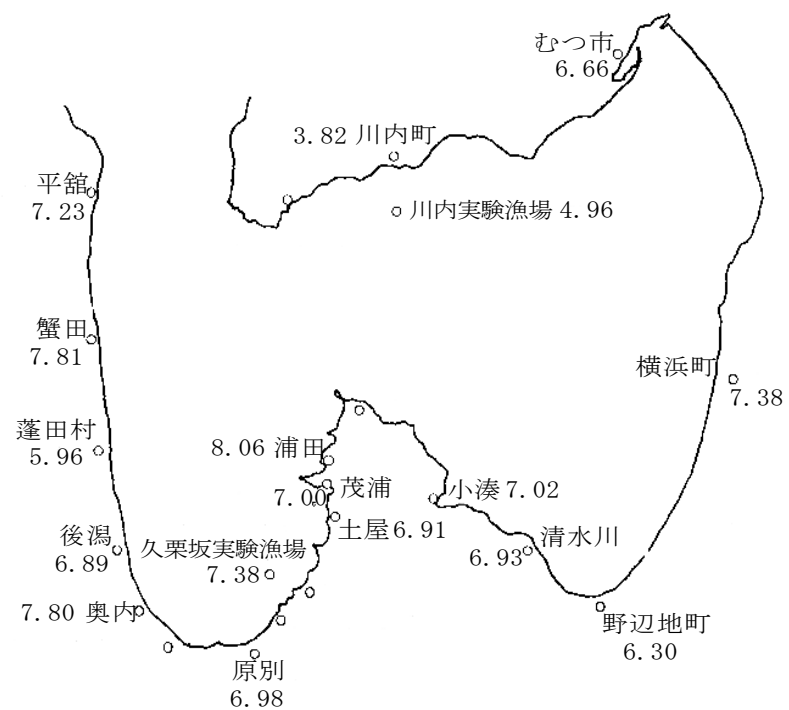 むつ市
6.66
3.82 川内町
平舘
7.23
川内実験漁場 4.96
蟹田
7.81
横浜町
7.38
蓬田村
5.96
8.06 浦田
7.00 茂浦
小湊 7.02
土屋 6.91
後潟
6.89
久栗坂実験漁場
7.38
清水川
6.93
7.80 奥内
野辺地町
6.30
原別
6.98